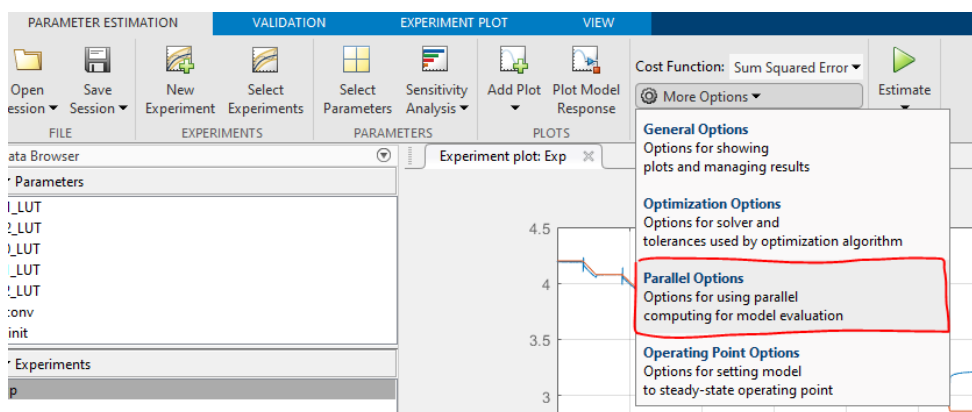 PARAMETER ESTIMATION VALIDATION EXPERIMENT PLOT VIEW
Open Save New Select Select Sensitivity Add Plot Plot Model
ession Session Experiment Experiments Parameters Analysis Response
Cost Function: Sum Squared Error
More Options
Estimate
FILE EXPERIMENTS PARAMETERS PLOTS
General Options
Options for showing
plots and managing results
Optimization Options
Options for solver and
tolerances used by optimization algorithm
Parallel Options
Options for using parallel
computing for model evaluation
Operating Point Options
Options for setting model
to steady-state operating point
ata Browser
Parameters
_LUT
2_LUT
_LUT
_LUT
_LUT
conv
init
Experiments
p
Experiment plot: Exp
4.5
4
3.5
3